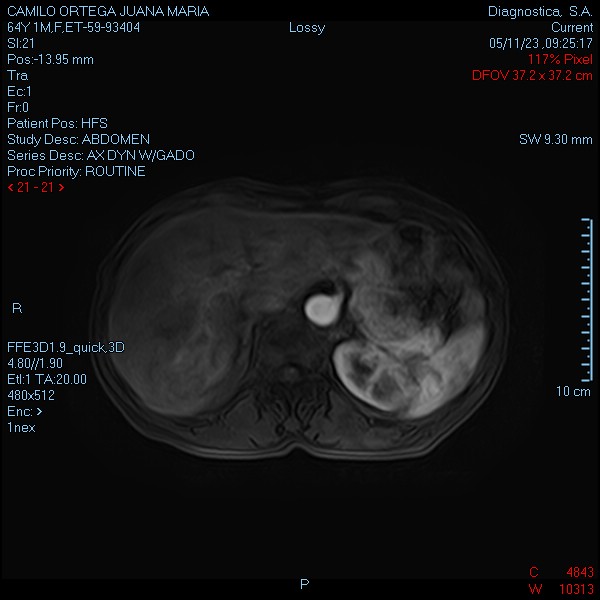 CAMILO ORTEGA JUANA MARIA
64Y 1M,F,ET-59-93404
Sl:21
Pos:-13.95 mm
Tra
Ec:1
Fr:0
Patient Pos: HFS
Study Desc: ABDOMEN
Series Desc: AX DYN W/GADO
Proc Priority: ROUTINE
< 21 - 21 >
Lossy
Diagnostica, S.A.
Current
05/11/23 ,09:25:17
117% Pixel
DFOV 37.2 x 37.2 cm
SW 9.30 mm
R
FFE3D1.9_quick,3D
4.80//1.90
Etl:1 TA:20.00
480x512
Enc: >
1nex
10 cm
P
C 4843
W 10313